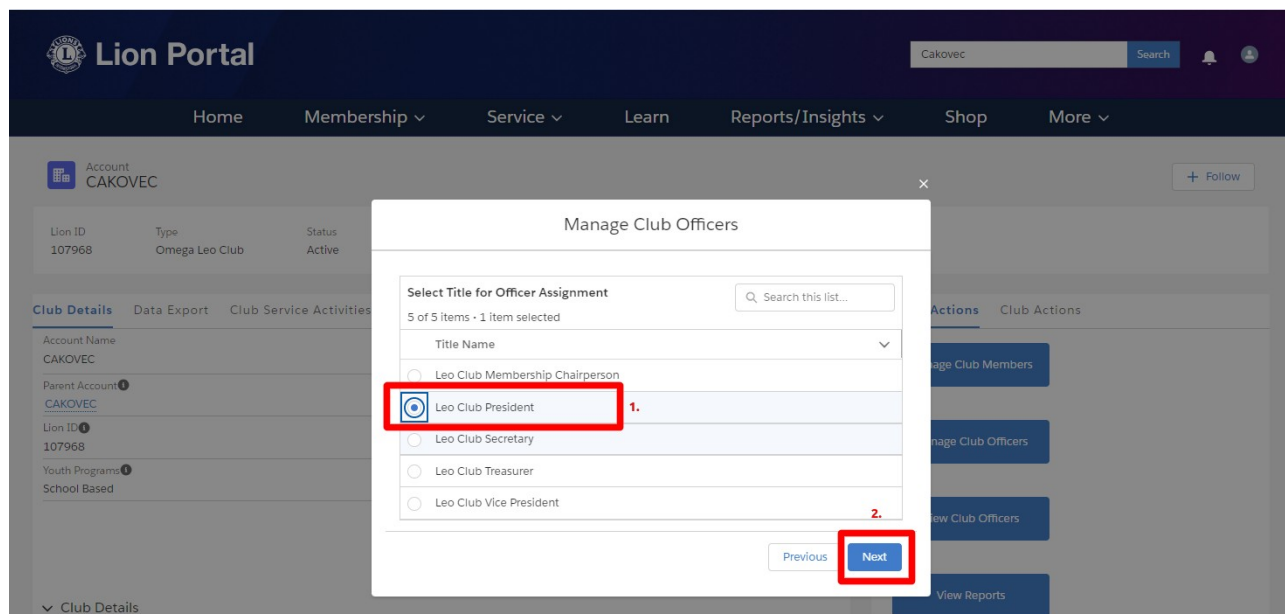 Lion Portal
Cakovec
Search
Home Membership Service Learn Reports/Insights Shop More
Account
CAKOVEC
+ Follow
Lion ID Type Status
107968 Omega Leo Club Active
Manage Club Officers
Select Title for Officer Assignment
Search this list...
5 of 5 items • 1 item selected
Title Name
Leo Club Membership Chairperson
Leo Club President
1.
Leo Club Secretary
Leo Club Treasurer
Leo Club Vice President
2.
Previous Next
Club Details Data Export Club Service Activities
Account Name
CAKOVEC
Parent Account
CAKOVEC
Lion ID
107968
Youth Programs
School Based
Club Details
Actions Club Actions
Club Members
Club Officers
Club Officers
View Reports